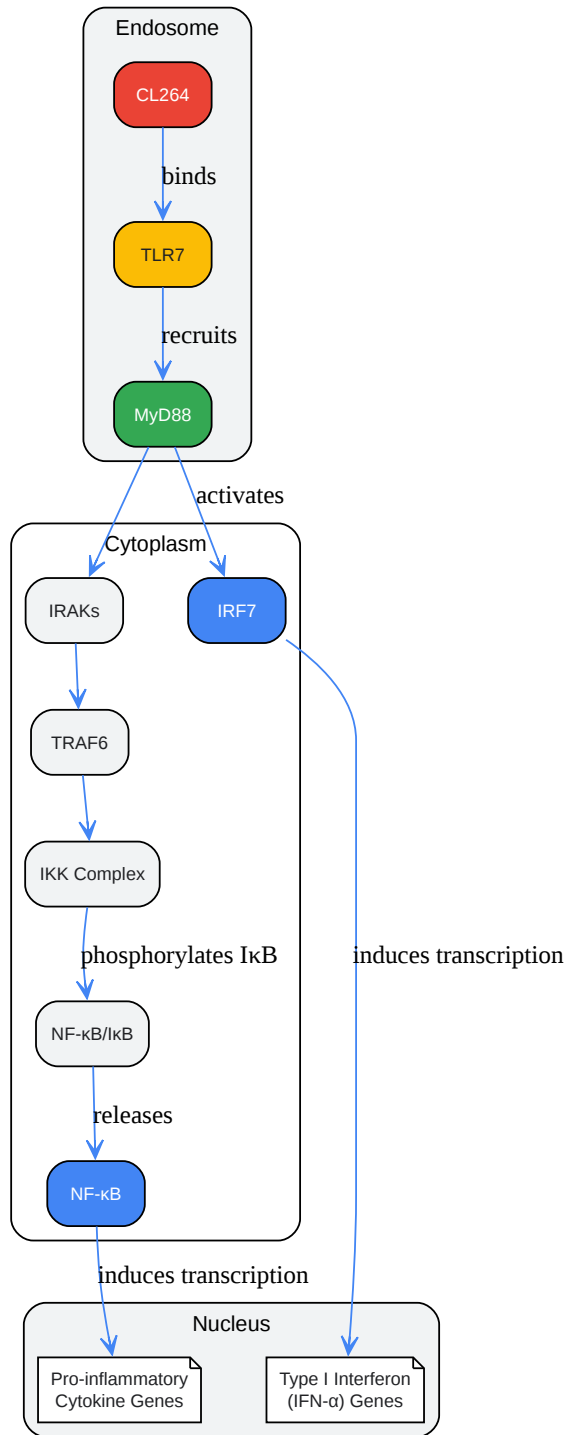 Endosome
CL264
binds
TLR7
recruits
MyD88
activates
Cytoplasm
IRAKs
IRF7
TRAF6
IKK Complex
phosphorylates IκB
induces transcription
NF-κB/IκB
releases
NF-κB
induces transcription
Nucleus
Pro-inflammatory
Cytokine Genes
Type I Interferon
(IFN-α) Genes